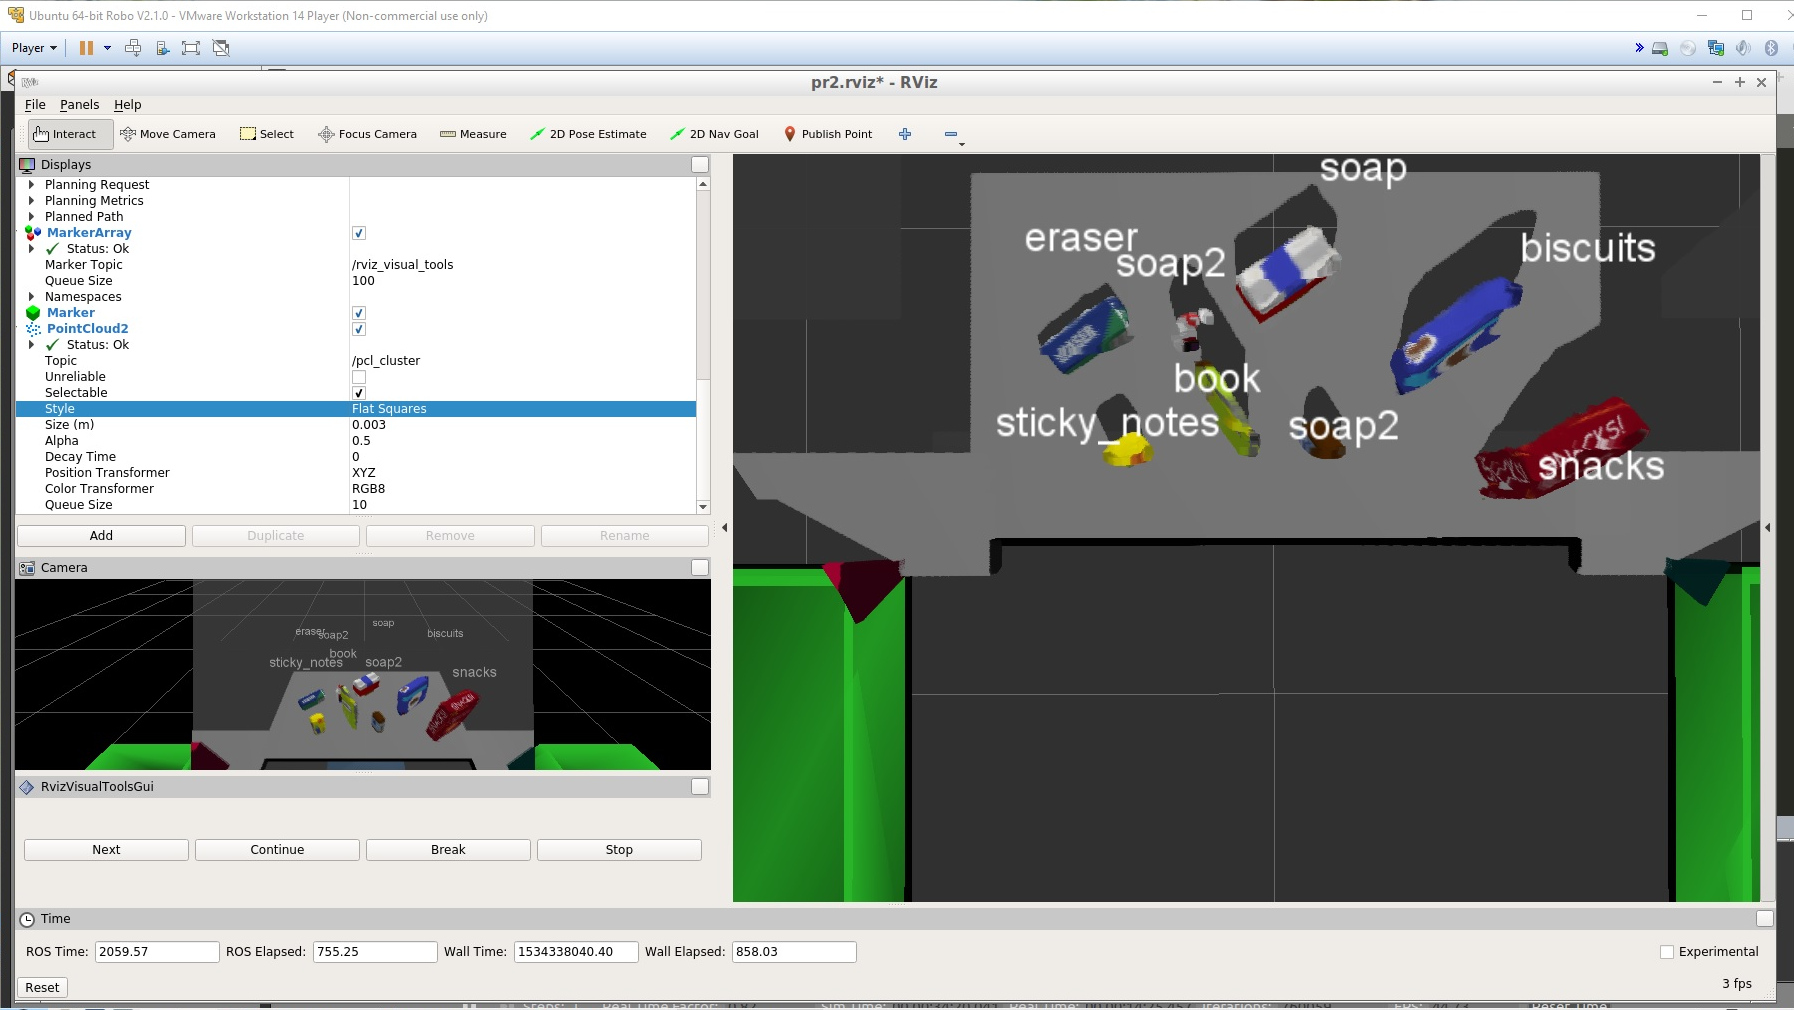 Ubuntu 64-bit Robo V2.1.0 - VMware Workstation 14 Player (Non-commercial use only)
Player
pr2.rviz* - RViz
File Panels Help
Interact Move Camera Select Focus Camera Measure 2D Pose Estimate 2D Nav Goal Publish Point
Displays
Planning Request
Planning Metrics
Planned Path
MarkerArray
Status: Ok
Marker Topic /rviz_visual_tools
Queue Size 100
Namespaces
Marker
PointCloud2
Status: Ok
Topic /pcl_cluster
Unreliable
Selectable
Style Flat Squares
Size (m) 0.003
Alpha 0.5
Decay Time 0
Position Transformer XYZ
Color Transformer RGB8
Queue Size 10
Add Duplicate Remove Rename
Camera
soap
eraser soap2 biscuits
book
sticky_notes soap2
snacks
RvizVisualToolsGui
Next Continue Break Stop
soap
eraser
soap2
biscuits
book
sticky_notes
soap2
SNACKS!
snacks
Time
ROS Time: 2059.57 ROS Elapsed: 755.25 Wall Time: 1534338040.40 Wall Elapsed: 858.03 Experimental
Reset 3 fps